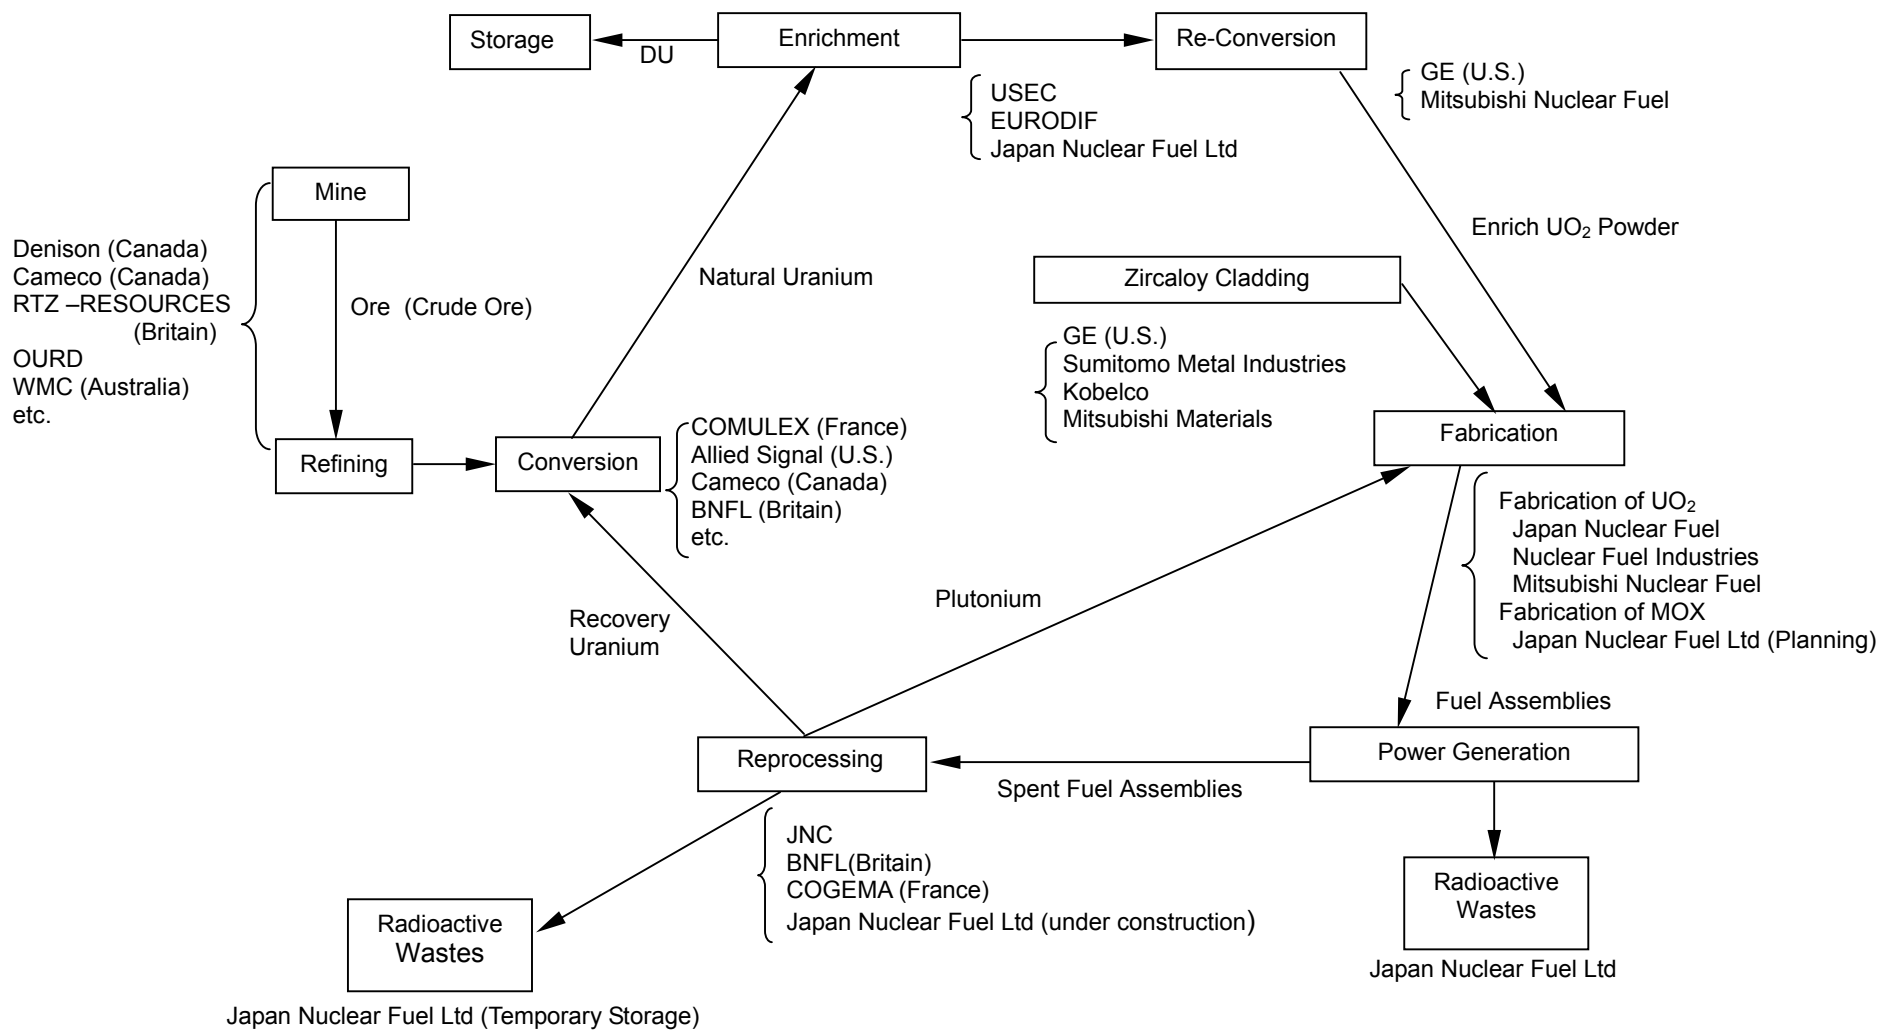 Storage
DU
Enrichment
Re-Conversion
USEC
EURODIF
Japan Nuclear Fuel Ltd
GE (U.S.)
Mitsubishi Nuclear Fuel
Mine
Denison (Canada)
Cameco (Canada)
RTZ –RESOURCES
(Britain)
OURD
WMC (Australia)
etc.
Ore (Crude Ore)
Natural Uranium
Enrich UO₂ Powder
Zircaloy Cladding
GE (U.S.)
Sumitomo Metal Industries
Kobelco
Mitsubishi Materials
Refining
Conversion
COMULEX (France)
Allied Signal (U.S.)
Cameco (Canada)
BNFL (Britain)
etc.
Fabrication
Fabrication of UO₂
Japan Nuclear Fuel
Nuclear Fuel Industries
Mitsubishi Nuclear Fuel
Fabrication of MOX
Japan Nuclear Fuel Ltd (Planning)
Recovery
Uranium
Plutonium
Fuel Assemblies
Reprocessing
Spent Fuel Assemblies
Power Generation
JNC
BNFL(Britain)
COGEMA (France)
Japan Nuclear Fuel Ltd (under construction)
Radioactive
Wastes
Japan Nuclear Fuel Ltd (Temporary Storage)
Radioactive
Wastes
Japan Nuclear Fuel Ltd